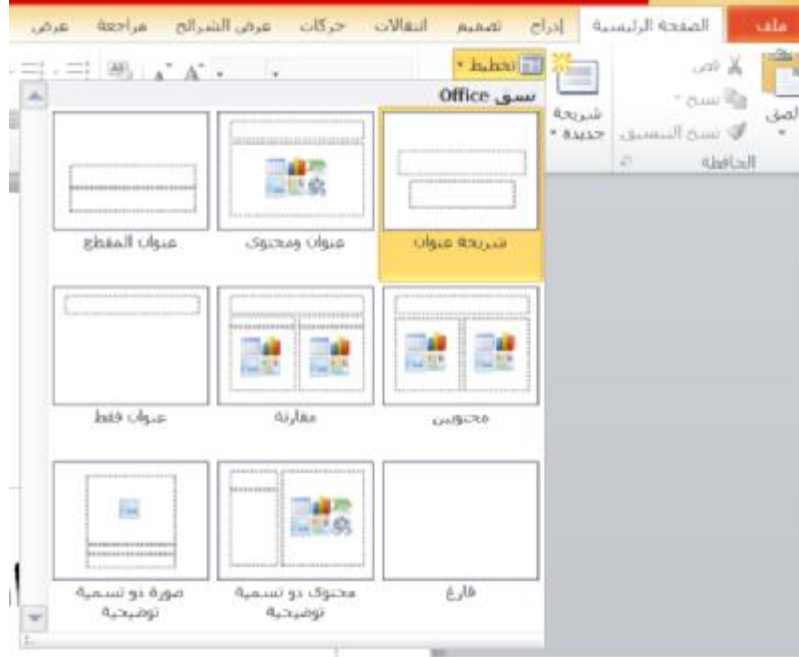 ملف الصفحة الرئيسية إدراج تصميم انتقالات حركات عرض الشرائح مراجعة عرض
لصق
قص
نسخ
نسخ التنسيق
الحافظة
شريحة
جديدة
تخطيط
نسق Office
شريحة عنوان
عنوان ومحتوى
عنوان المقطع
محتويين
مقارنة
عنوان فقط
فارغ
محتوى ذو تسمية
توضيحية
صورة ذو تسمية
توضيحية